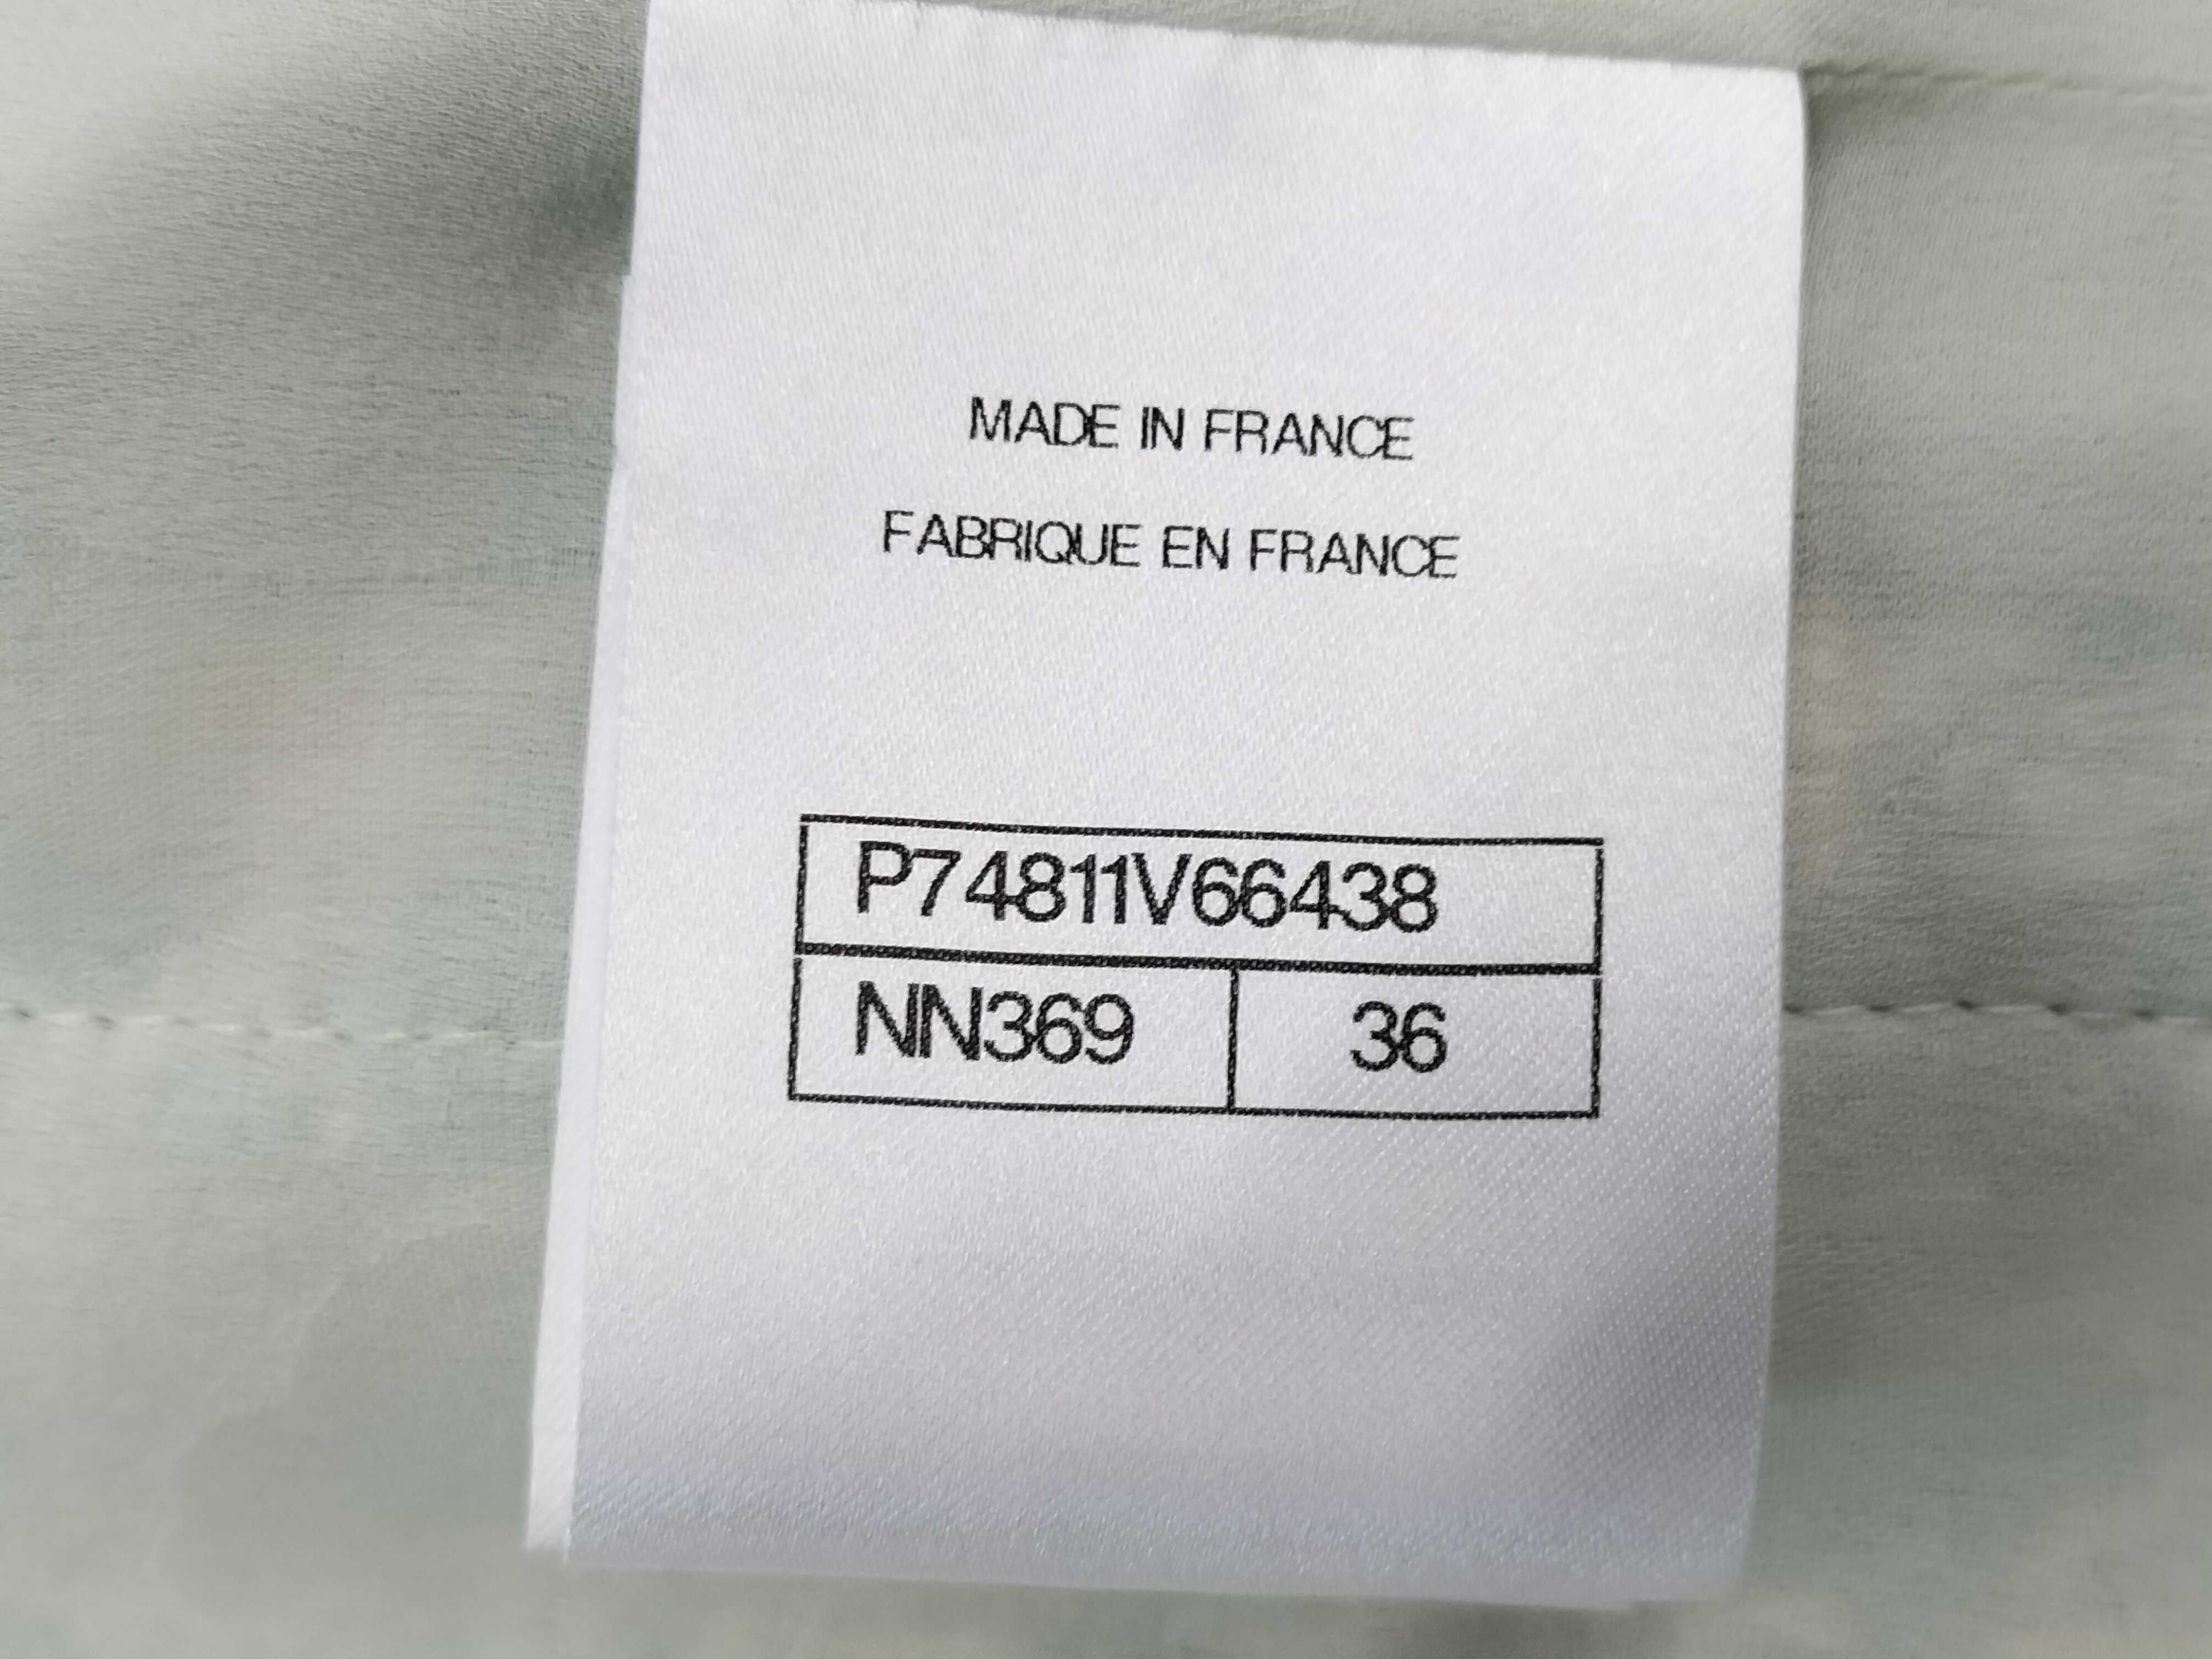 MADE IN FRANCE
FABRIQUE EN FRANCE
P74811V66438
NN369 36